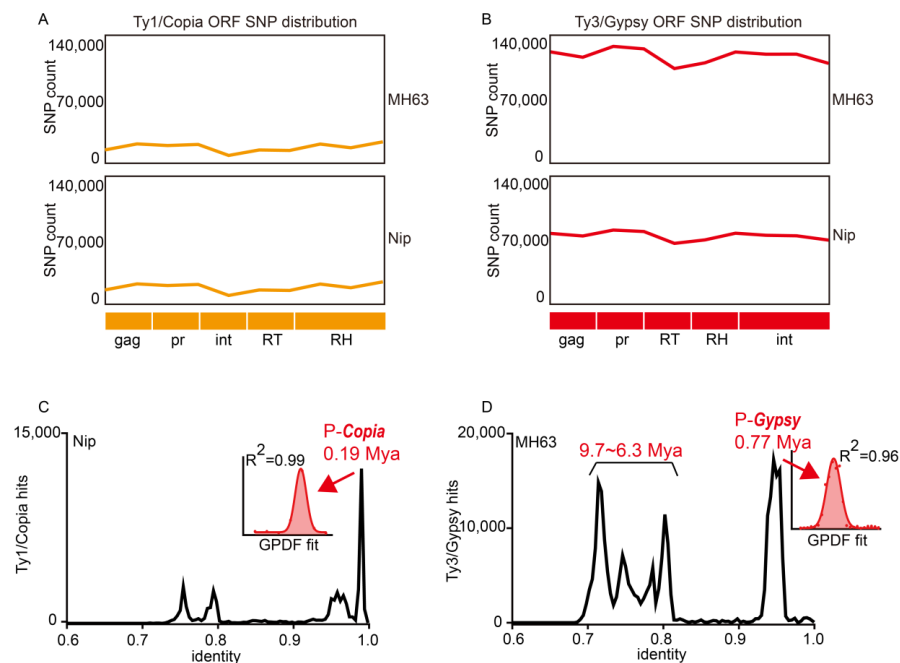 A
Ty1/Copia ORF SNP distribution
140,000
70,000
0
SNP count
MH63
140,000
70,000
0
SNP count
Nip
gag pr int RT RH
B
Ty3/Gypsy ORF SNP distribution
140,000
70,000
0
SNP count
MH63
140,000
70,000
0
SNP count
Nip
gag pr RT RH int
C
15,000
0
Ty1/Copia hits
Nip
R²=0.99
GPDF fit
P-Copia
0.19 Mya
0.6 0.7 0.8 0.9 1.0
identity
D
20,000
10,000
0
Ty3/Gypsy hits
MH63
9.7~6.3 Mya
P-Gypsy
0.77 Mya
R²=0.96
GPDF fit
0.6 0.7 0.8 0.9 1.0
identity